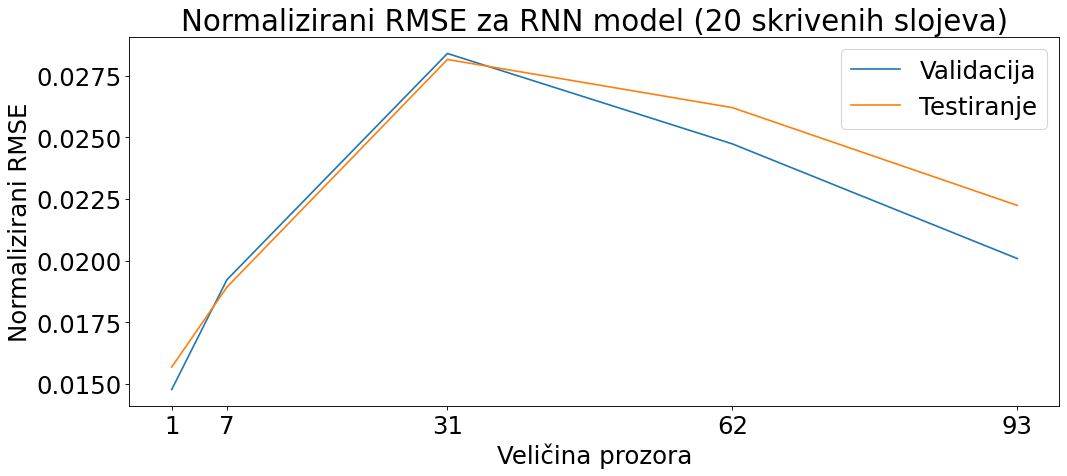 Normalizirani RMSE za RNN model (20 skrivenih slojeva)
Validacija
Testiranje
Normalizirani RMSE
0.0275
0.0250
0.0225
0.0200
0.0175
0.0150
1 7 31 62 93
Veličina prozora